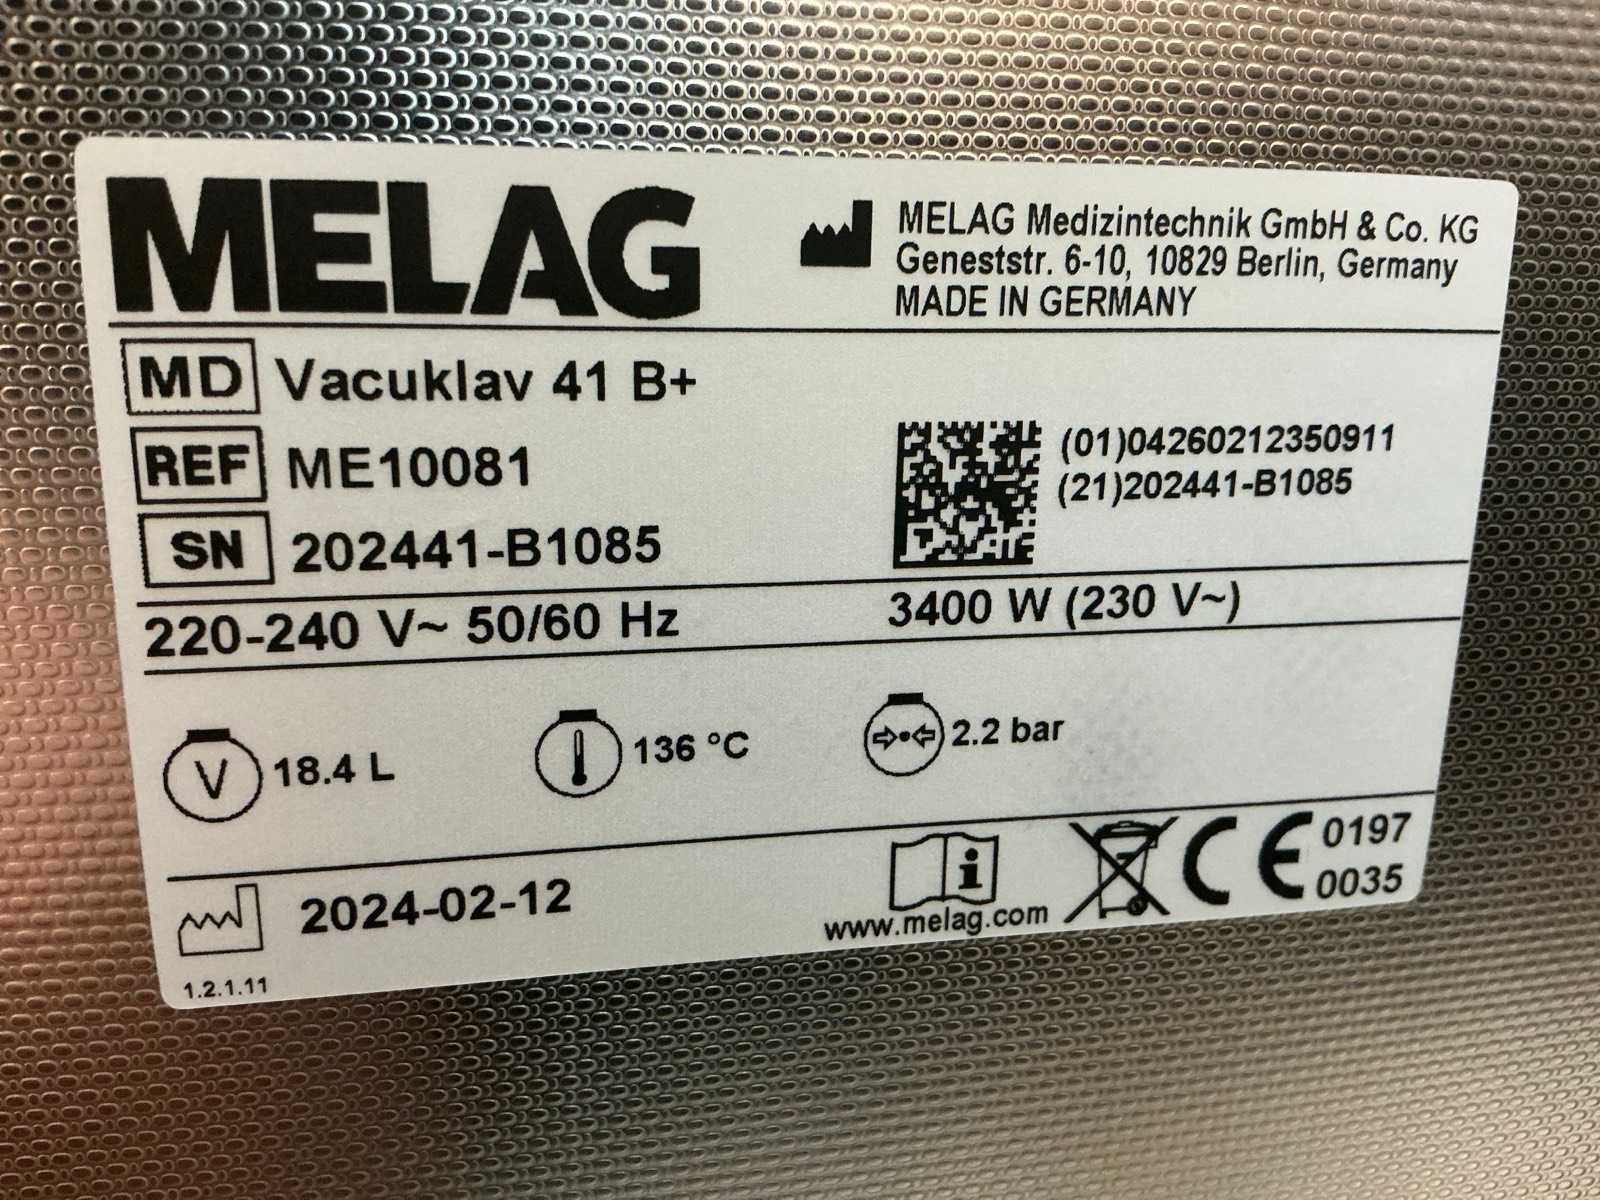 MELAG
MELAG Medizintechnik GmbH & Co. KG
Geneststr. 6-10, 10829 Berlin, Germany
MADE IN GERMANY
MD Vacuklav 41 B+
REF ME10081
SN 202441-B1085
(01)04260212350911
(21)202441-B1085
220-240 V~ 50/60 Hz
3400 W (230 V~)
V 18.4 L
136 °C
2.2 bar
2024-02-12
1.2.1.11
i
www.melag.com
CE 0197
0035